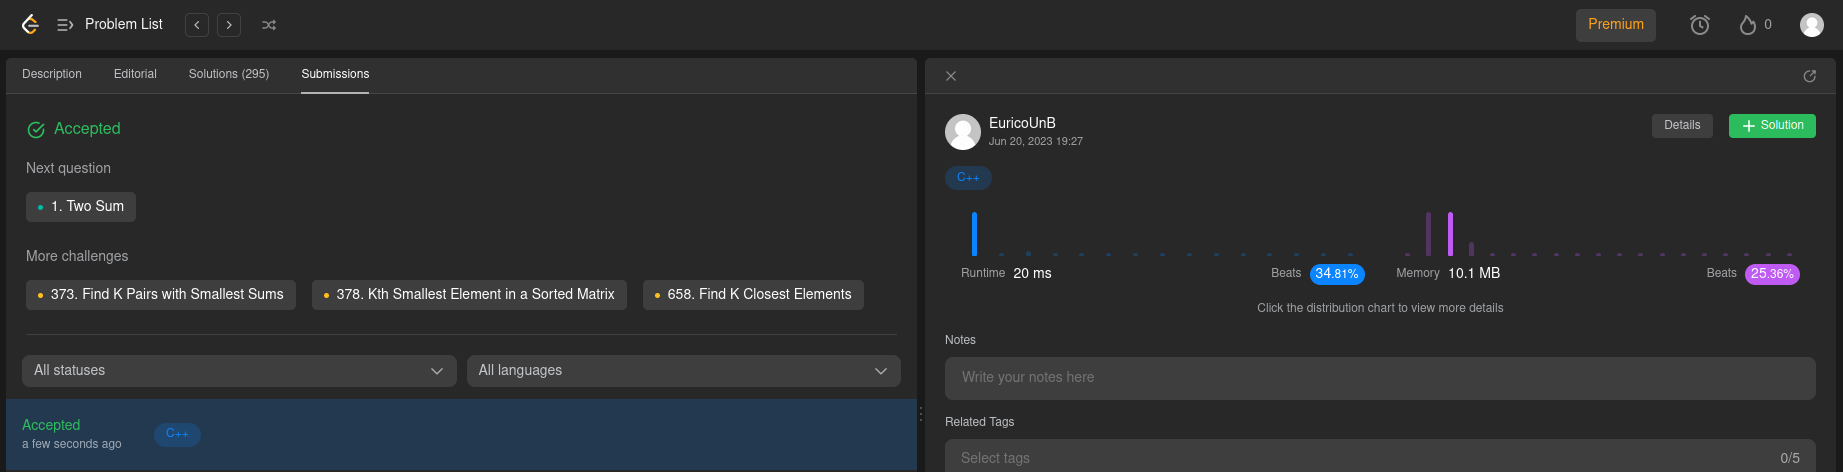 Problem List
Premium
0
Description Editorial Solutions (295) Submissions
Accepted
Next question
1. Two Sum
More challenges
373. Find K Pairs with Smallest Sums 378. Kth Smallest Element in a Sorted Matrix 658. Find K Closest Elements
All statuses All languages
Accepted
a few seconds ago
C++
EuricoUnB
Jun 20, 2023 19:27
Details + Solution
C++
Runtime 20 ms Beats 34.81% Memory 10.1 MB Beats 25.36%
Click the distribution chart to view more details
Notes
Write your notes here
Related Tags
Select tags 0/5